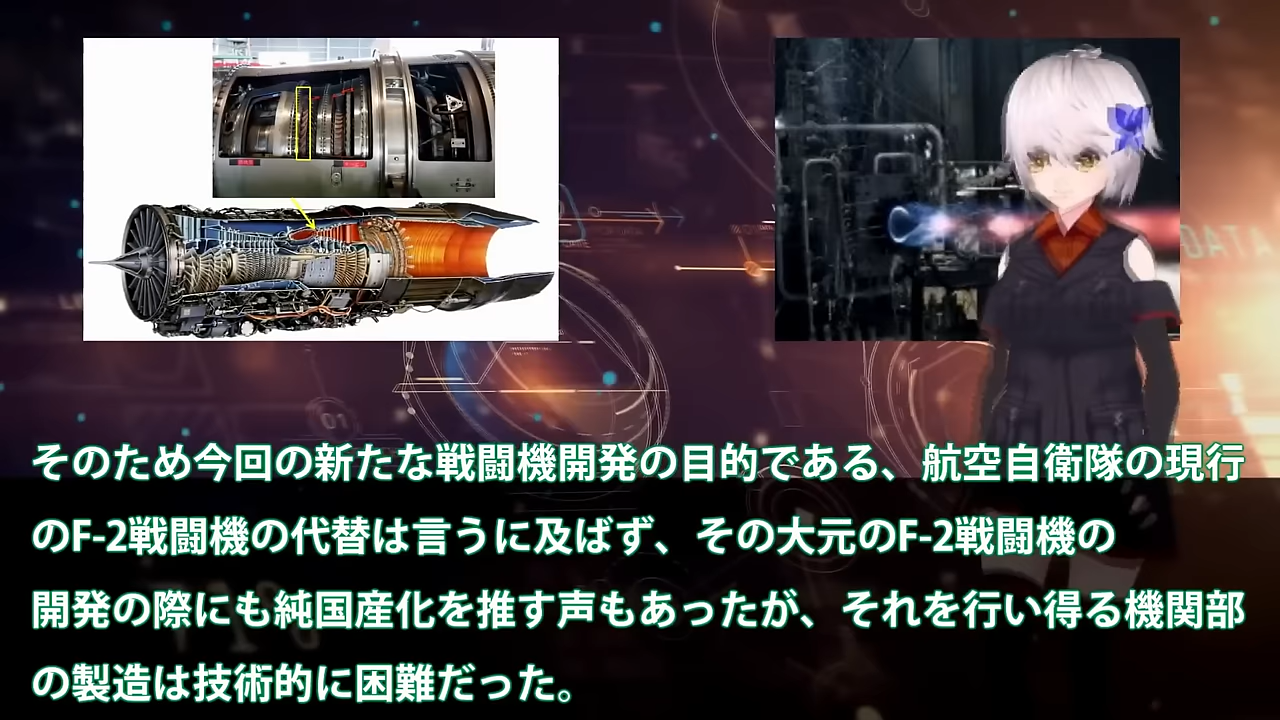 そのため今回の新たな戦闘機開発の目的である、航空自衛隊の現行
のF-2戦闘機の代替は言うに及ばず、その大元のF-2戦闘機の
開発の際にも純国産化を推す声もあったが、それを行い得る機関部
の製造は技術的に困難だった。